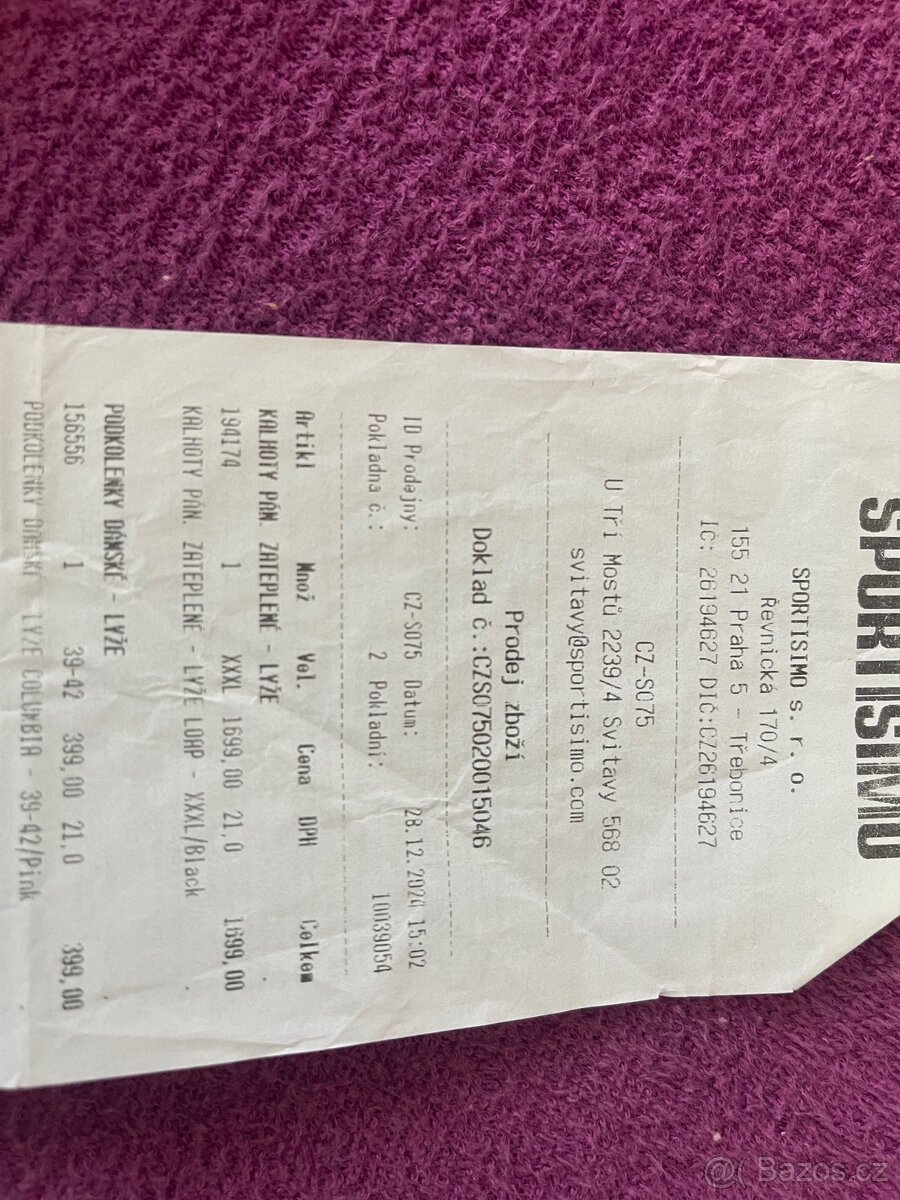 SPORTISIMO
SPORTISIMO s. r. o.
Řevnická 170/4
155 21 Praha 5 - Třebonice
IČ: 26194627 DIČ:CZ26194627
CZ-S075
U Tří Mostů 2239/4 Svitavy 568 02
svitavy@sportisimo.com
Prodej zboží
Doklad č.:CZS075020015046
ID Prodejny: CZ-S075 Datum: 28.12.2024 15:02
Pokladna č.: 2 Pokladní: 10039054
Artikl Množ Vel. Cena DPH Celkem
KALHOTY PÁN. ZATEPLENÉ - LYŽE
194174 1 XXXL 1699,00 21,0 1699,00
KALHOTY PÁN. ZATEPLENÉ - LYŽE LOAP - XXXL/Black
PODKOLENKY DÁMSKÉ - LYŽE
156556 1 39-42 399,00 21,0 399,00
PODKOLENKY DÁMSKÉ - LYŽE COLUMBIA - 39-42/Pink
@( Bazos.cz